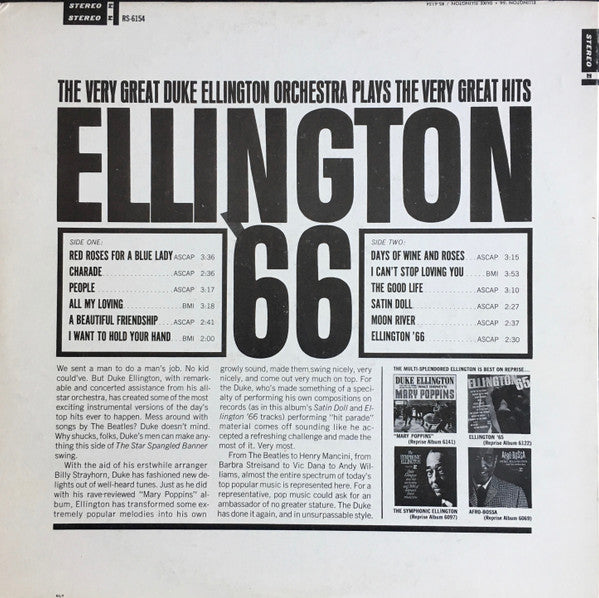 STEREO
STEREO
RS-6154
ELLINGTON '66 • DUKE ELLINGTON / RS-6154
STEREO
THE VERY GREAT DUKE ELLINGTON ORCHESTRA PLAYS THE VERY GREAT HITS
ELLINGTON
'66
SIDE ONE:
RED ROSES FOR A BLUE LADY ASCAP 3:36
CHARADE ASCAP 2:36
PEOPLE ASCAP 3:17
ALL MY LOVING BMI 3:18
A BEAUTIFUL FRIENDSHIP ASCAP 2:41
I WANT TO HOLD YOUR HAND BMI 2:00
SIDE TWO:
DAYS OF WINE AND ROSES ASCAP 3:15
I CAN'T STOP LOVING YOU BMI 3:53
THE GOOD LIFE ASCAP 3:10
SATIN DOLL ASCAP 2:27
MOON RIVER ASCAP 2:37
ELLINGTON '66 ASCAP 2:30
We sent a man to do a man's job. No kid
could've. But Duke Ellington, with remark-
able and concerted assistance from his all-
star orchestra, has created some of the most
exciting instrumental versions of the day's
top hits ever to happen. Mess around with
songs by The Beatles? Duke doesn't mind.
Why shucks, folks, Duke's men can make any-
thing this side of The Star Spangled Banner
swing.
With the aid of his erstwhile arranger
Billy Strayhorn, Duke has fashioned new de-
lights out of well-heard tunes. Just as he did
with his rave-reviewed "Mary Poppins" al-
bum, Ellington has transformed some ex-
tremely popular melodies into his own
growly sound, made them swing nicely, very
nicely, and come out very much on top. For
the Duke, who's made something of a speci-
alty of performing his own compositions on
records (as in this album's Satin Doll and El-
lington '66 tracks) performing "hit parade"
material comes off sounding like he ac-
cepted a refreshing challenge and made the
most of it. Very most.
From The Beatles to Henry Mancini, from
Barbra Streisand to Vic Dana to Andy Wil-
liams, almost the entire spectrum of today's
top popular music is represented here. For a
representative, pop music could ask for an
ambassador of no greater stature. The Duke
has done it again, and in unsurpassable style.
THE MULTI-SPLENDORED ELLINGTON IS BEST ON REPRISE...
DUKE ELLINGTON
MARY POPPINS
ELLINGTON '65
"MARY POPPINS"
(Reprise Album 6141)
ELLINGTON '65
(Reprise Album 6122)
THE SYMPHONIC ELLINGTON
AFRO-BOSSA
THE SYMPHONIC ELLINGTON
(Reprise Album 6097)
AFRO-BOSSA
(Reprise Album 6069)